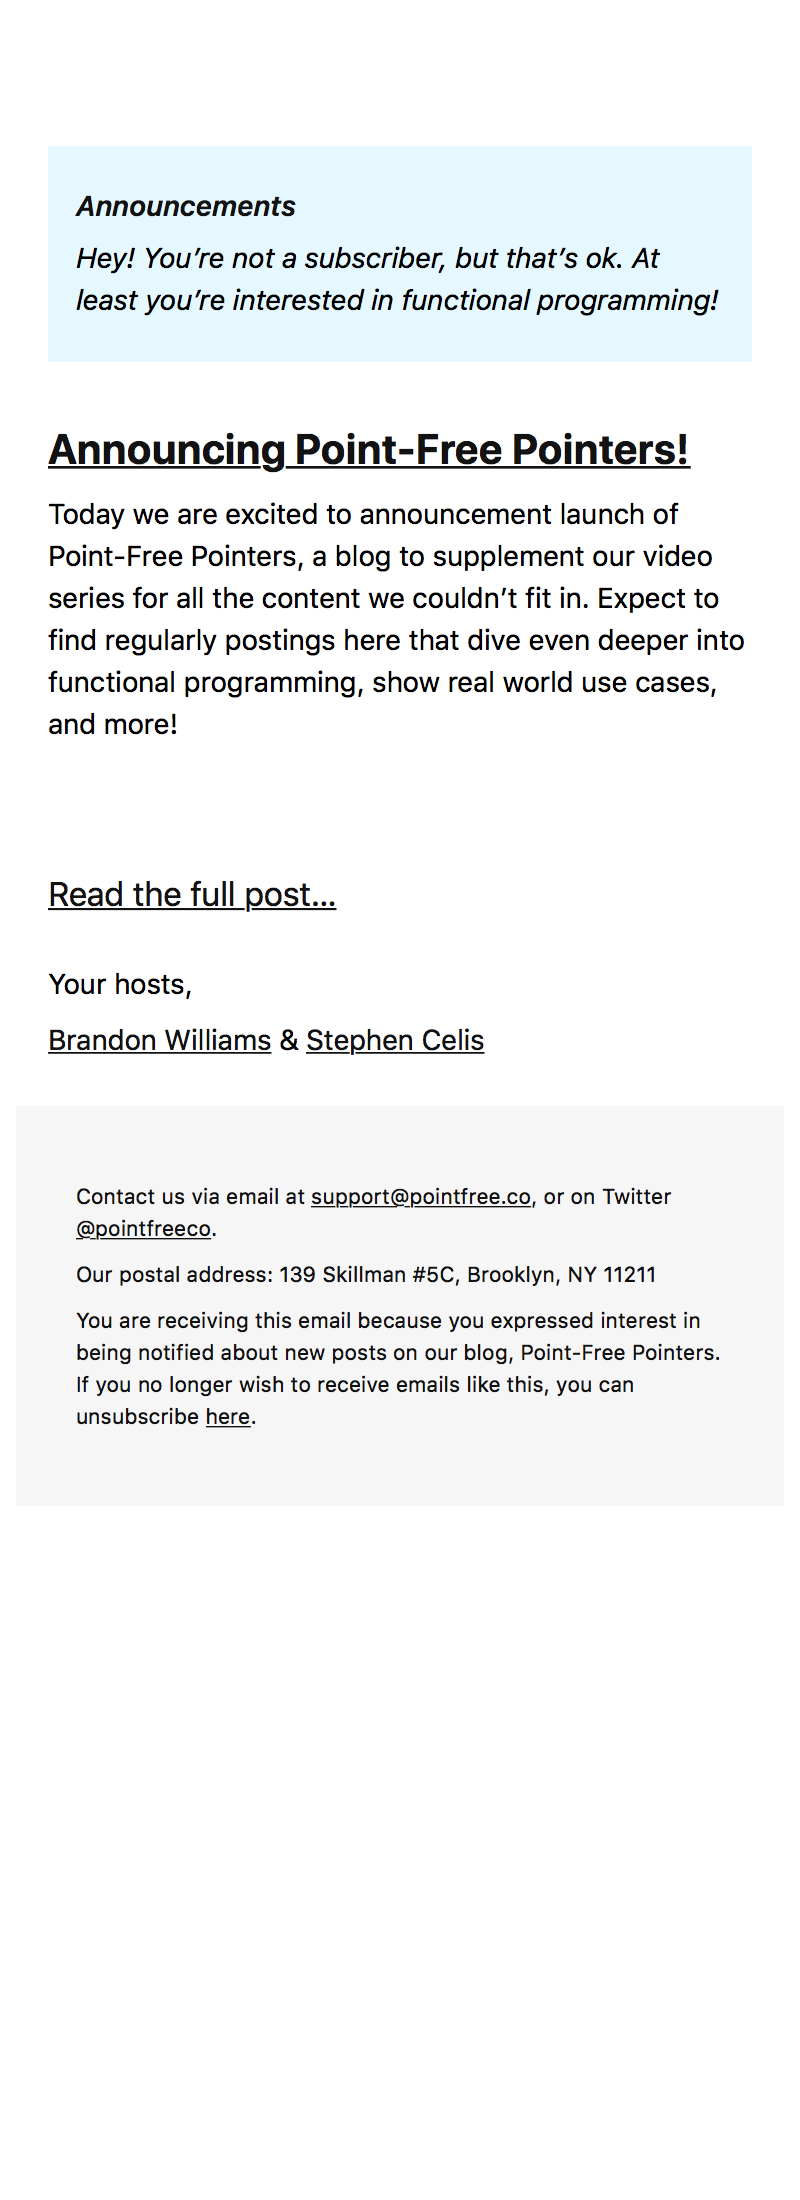 Announcements
Hey! You’re not a subscriber, but that’s ok. At
least you’re interested in functional programming!
Announcing Point-Free Pointers!
Today we are excited to announcement launch of
Point-Free Pointers, a blog to supplement our video
series for all the content we couldn’t fit in. Expect to
find regularly postings here that dive even deeper into
functional programming, show real world use cases,
and more!
Read the full post…
Your hosts,
Brandon Williams & Stephen Celis
Contact us via email at support@pointfree.co, or on Twitter
@pointfreeco.
Our postal address: 139 Skillman #5C, Brooklyn, NY 11211
You are receiving this email because you expressed interest in
being notified about new posts on our blog, Point-Free Pointers.
If you no longer wish to receive emails like this, you can
unsubscribe here.